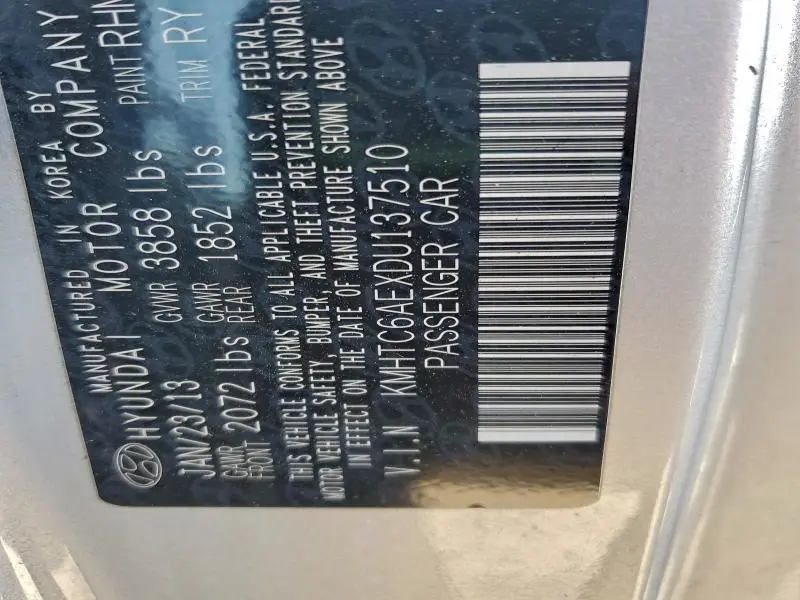 MANUFACTURED IN KOREA BY
HYUNDAI MOTOR COMPANY
JAN/23/13 GVWR 3858 lbs PAINT RHM
GAWR FRONT 2072 lbs GAWR REAR 1852 lbs TRIM RY
THIS VEHICLE CONFORMS TO ALL APPLICABLE U.S.A. FEDERAL
MOTOR VEHICLE SAFETY, BUMPER, AND THEFT PREVENTION STANDARD
IN EFFECT ON THE DATE OF MANUFACTURE SHOWN ABOVE
V.I.N KMHTC6AEXDU137510
PASSENGER CAR